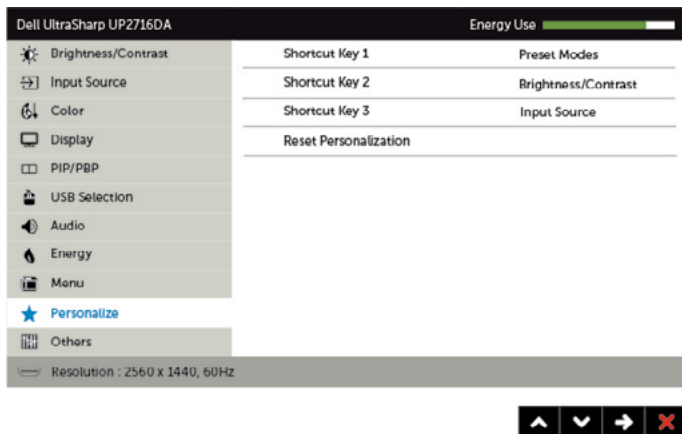 Dell UltraSharp UP2716DA Energy Use
Brightness/Contrast
Input Source
Color
Display
PIP/PBP
USB Selection
Audio
Energy
Menu
Personalize
Others
Shortcut Key 1 Preset Modes
Shortcut Key 2 Brightness/Contrast
Shortcut Key 3 Input Source
Reset Personalization
Resolution : 2560 x 1440, 60Hz